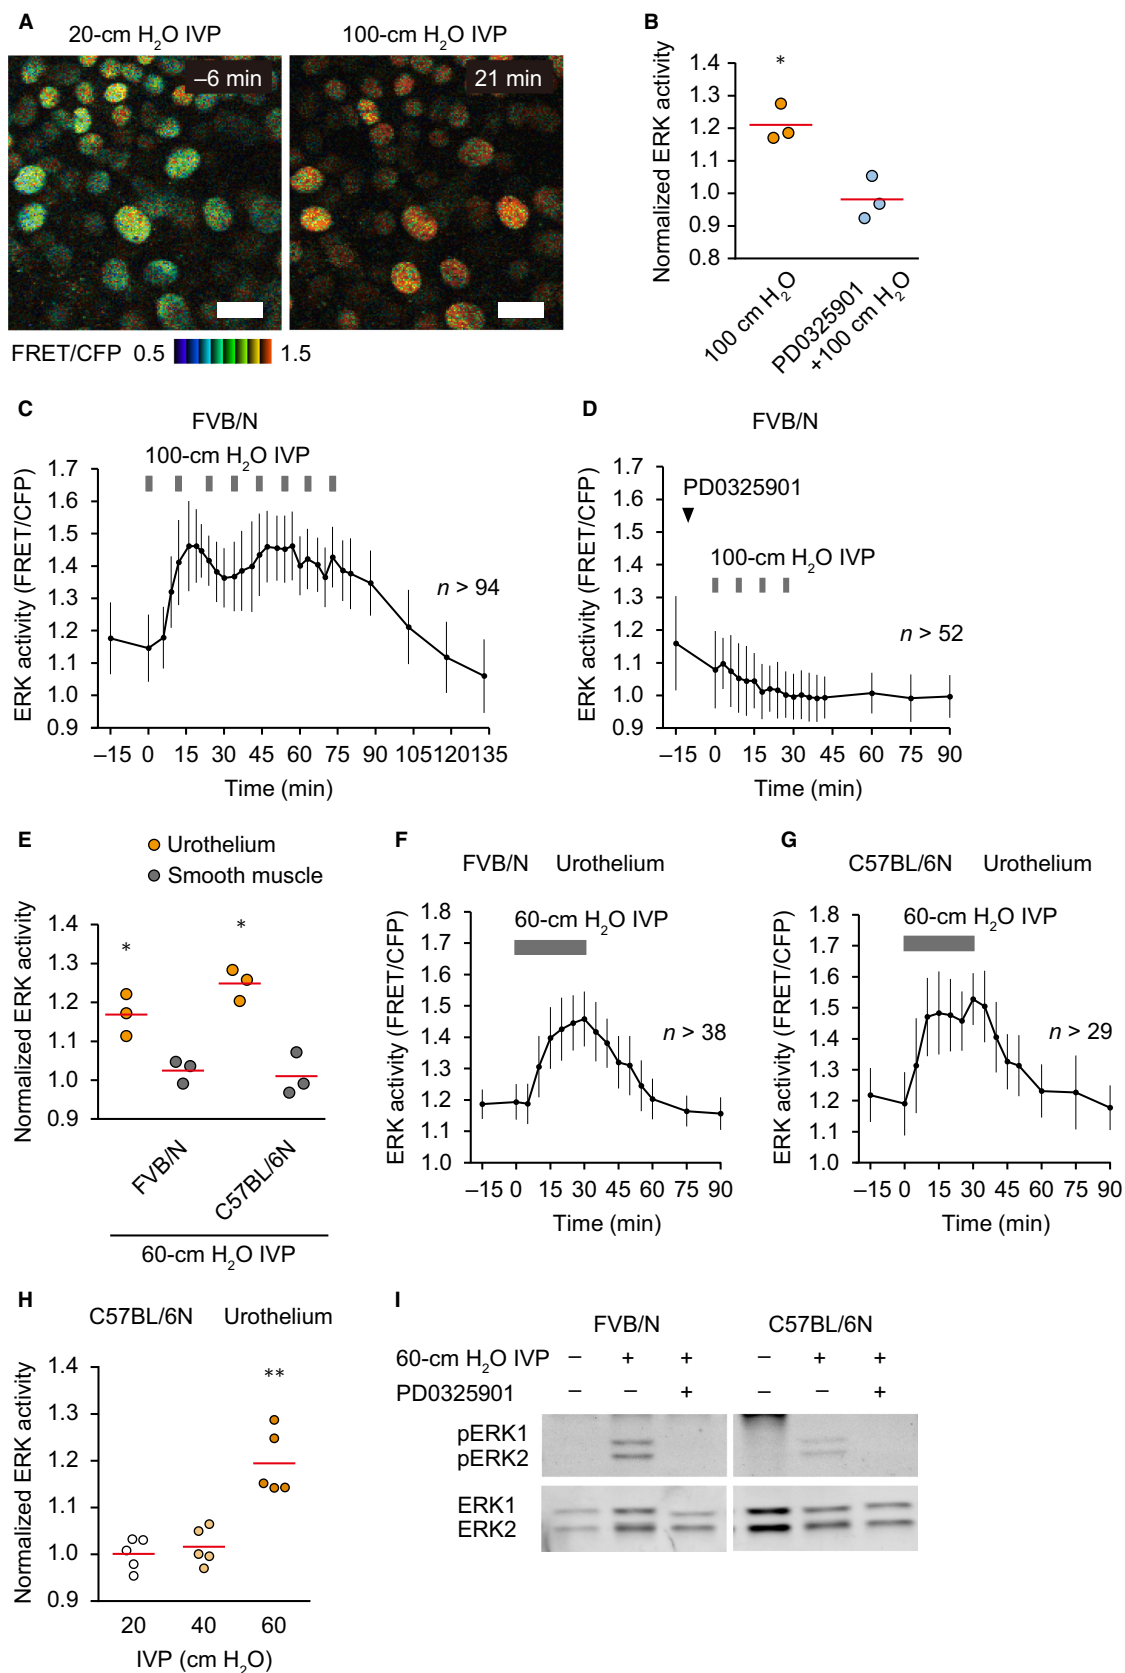 A
20-cm H2O IVP
100-cm H2O IVP
–6 min
21 min
FRET/CFP 0.5 1.5
B
Normalized ERK activity
1.4
1.3
1.2
1.1
1.0
0.9
0.8
*
100 cm H2O
PD0325901
+100 cm H2O
C
FVB/N
100-cm H2O IVP
ERK activity (FRET/CFP)
1.7
1.6
1.5
1.4
1.3
1.2
1.1
1.0
0.9
n > 94
–15 0 15 30 45 60 75 90 105 120 135
Time (min)
D
FVB/N
PD0325901
100-cm H2O IVP
ERK activity (FRET/CFP)
1.7
1.6
1.5
1.4
1.3
1.2
1.1
1.0
0.9
n > 52
–15 0 15 30 45 60 75 90
Time (min)
E
Urothelium
Smooth muscle
Normalized ERK activity
1.4
1.3
1.2
1.1
1.0
0.9
*
*
FVB/N
C57BL/6N
60-cm H2O IVP
F
FVB/N Urothelium
60-cm H2O IVP
ERK activity (FRET/CFP)
1.8
1.7
1.6
1.5
1.4
1.3
1.2
1.1
1.0
n > 38
–15 0 15 30 45 60 75 90
Time (min)
G
C57BL/6N Urothelium
60-cm H2O IVP
ERK activity (FRET/CFP)
1.8
1.7
1.6
1.5
1.4
1.3
1.2
1.1
1.0
n > 29
–15 0 15 30 45 60 75 90
Time (min)
H
C57BL/6N Urothelium
Normalized ERK activity
1.4
1.3
1.2
1.1
1.0
0.9
**
20 40 60
IVP (cm H2O)
I
FVB/N C57BL/6N
60-cm H2O IVP – + + – + +
PD0325901 – – + – – +
pERK1
pERK2
ERK1
ERK2